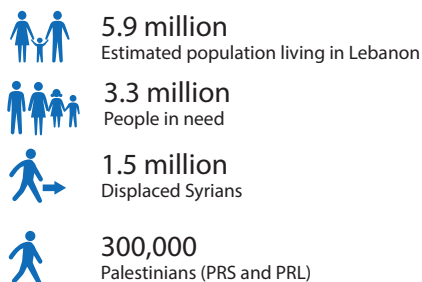 5.9 million
Estimated population living in Lebanon
3.3 million
People in need
1.5 million
Displaced Syrians
300,000
Palestinians (PRS and PRL)